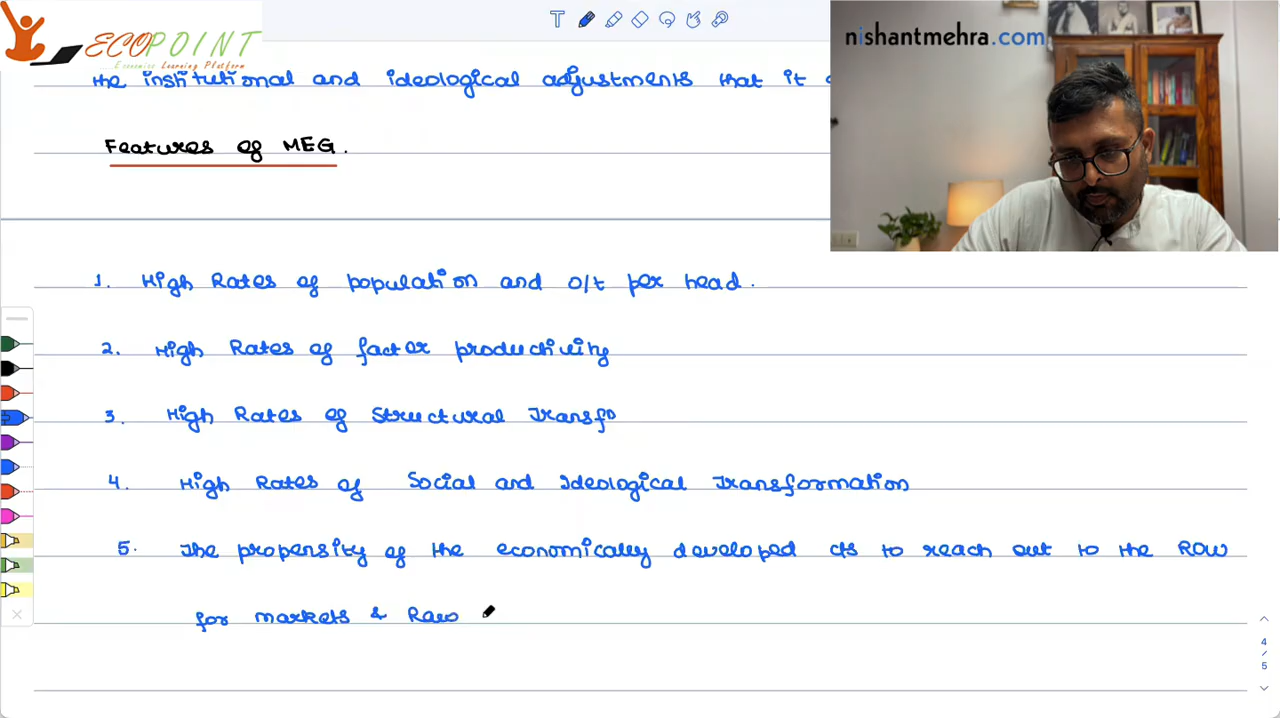 ECOPOINT
Economics Learning Platform
nishantmehra.com
the institutional and ideological adjustments that it
Features of MEG.
1. High Rates of population and O/t per head.
2. High Rates of factor productivity
3. High Rates of Structural Transfo
4. High Rates of Social and Ideological Transformation
5. The propensity of the economically developed cts to reach out to the ROW
for markets & Raw
4
/
5